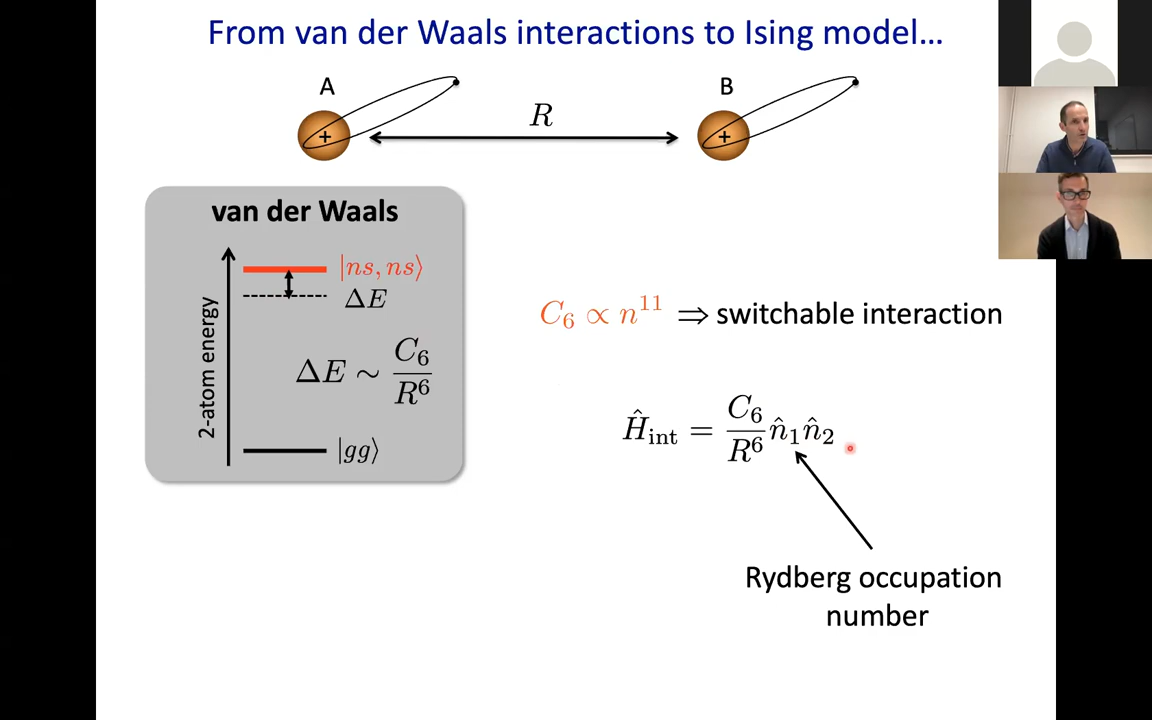 From van der Waals interactions to Ising model…
A
B
R
+
+
van der Waals
2-atom energy
|ns, ns⟩
ΔE
ΔE ∼ C₆/R⁶
|gg⟩
C₆ ∝ n¹¹ ⇒ switchable interaction
Ĥ_int = C₆/R⁶ n̂₁n̂₂
Rydberg occupation
number